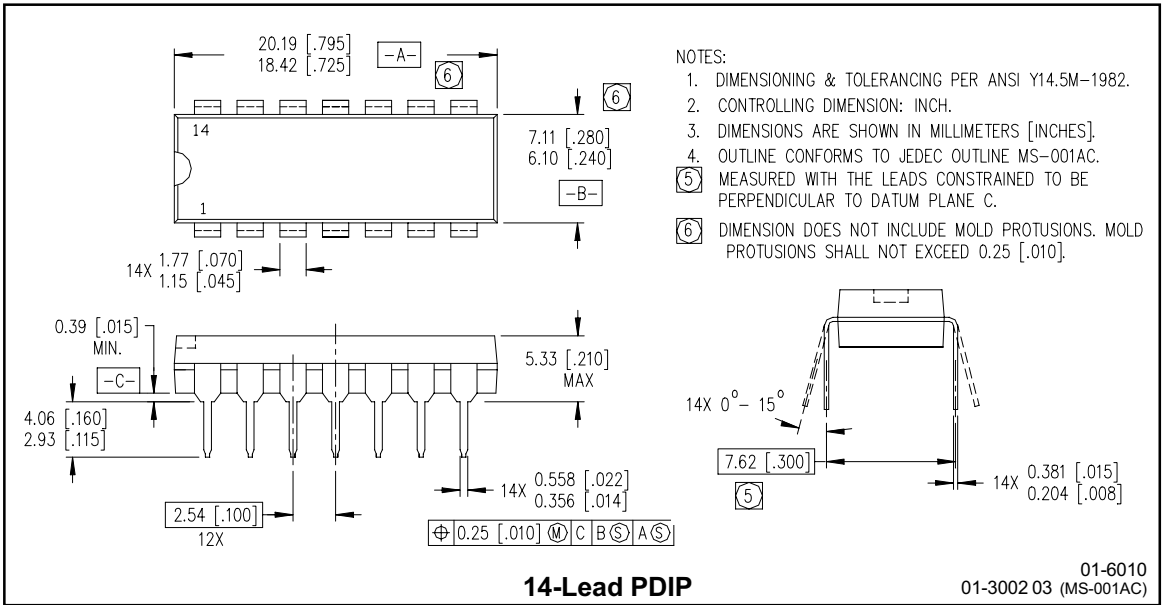 20.19 [.795]
18.42 [.725]
-A-
6
6
14
1
7.11 [.280]
6.10 [.240]
-B-
14X 1.77 [.070]
1.15 [.045]
NOTES:
1. DIMENSIONING & TOLERANCING PER ANSI Y14.5M-1982.
2. CONTROLLING DIMENSION: INCH.
3. DIMENSIONS ARE SHOWN IN MILLIMETERS [INCHES].
4. OUTLINE CONFORMS TO JEDEC OUTLINE MS-001AC.
5 MEASURED WITH THE LEADS CONSTRAINED TO BE
PERPENDICULAR TO DATUM PLANE C.
6 DIMENSION DOES NOT INCLUDE MOLD PROTUSIONS. MOLD
PROTUSIONS SHALL NOT EXCEED 0.25 [.010].
0.39 [.015]
MIN.
-C-
4.06 [.160]
2.93 [.115]
5.33 [.210]
MAX
2.54 [.100]
12X
14X 0.558 [.022]
0.356 [.014]
⌖ 0.25 [.010] Ⓜ C B Ⓢ A Ⓢ
14X 0° - 15°
7.62 [.300]
5
14X 0.381 [.015]
0.204 [.008]
14-Lead PDIP
01-6010
01-3002 03 (MS-001AC)